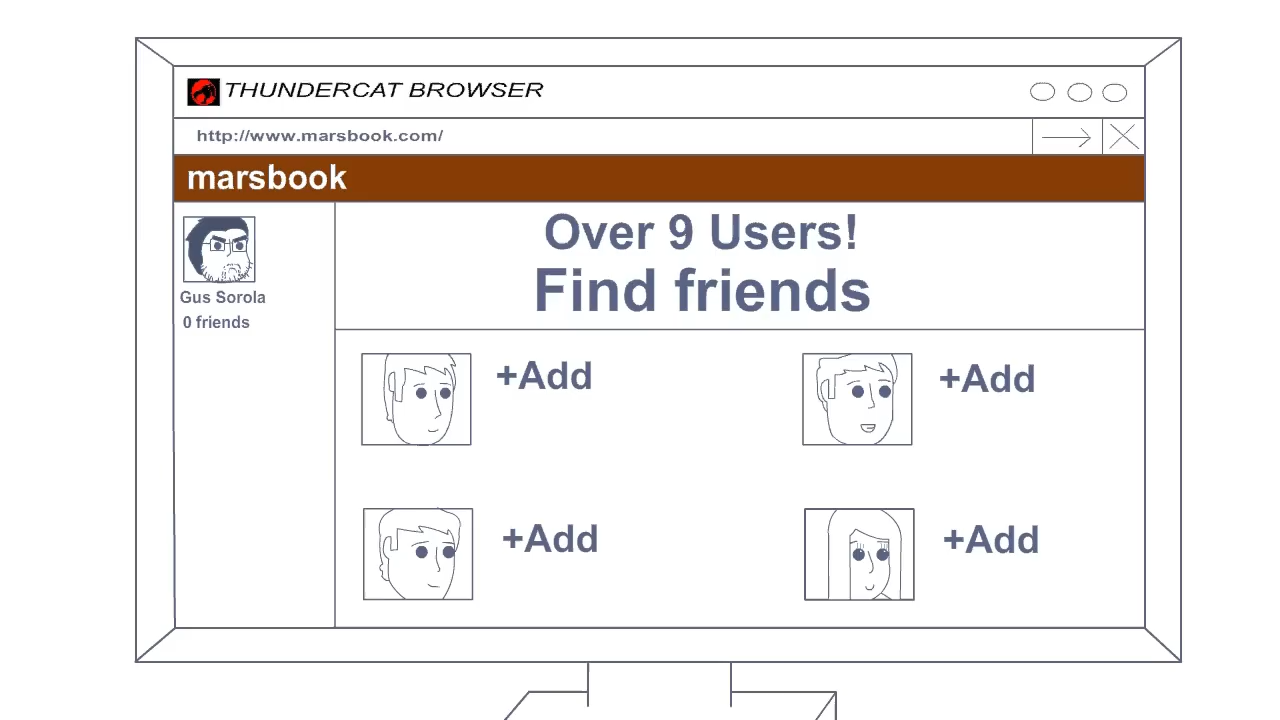 THUNDERCAT BROWSER
http://www.marsbook.com/
marsbook
Over 9 Users!
Find friends
Gus Sorola
0 friends
+Add
+Add
+Add
+Add